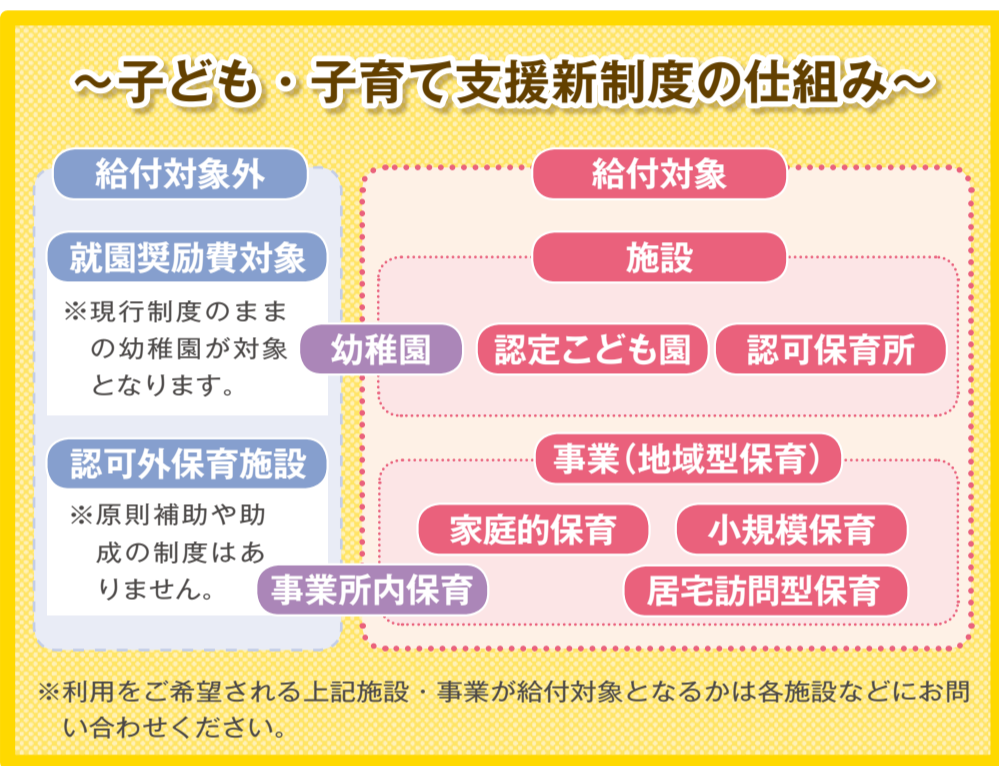 ～子ども・子育て支援新制度の仕組み～
給付対象外
就園奨励費対象
※現行制度のまま
の幼稚園が対象
となります。
認可外保育施設
※原則補助や助
成の制度はあ
りません。
給付対象
施設
幼稚園
認定こども園
認可保育所
事業（地域型保育）
家庭的保育
小規模保育
事業所内保育
居宅訪問型保育
※利用をご希望される上記施設・事業が給付対象となるかは各施設などにお問
い合わせください。